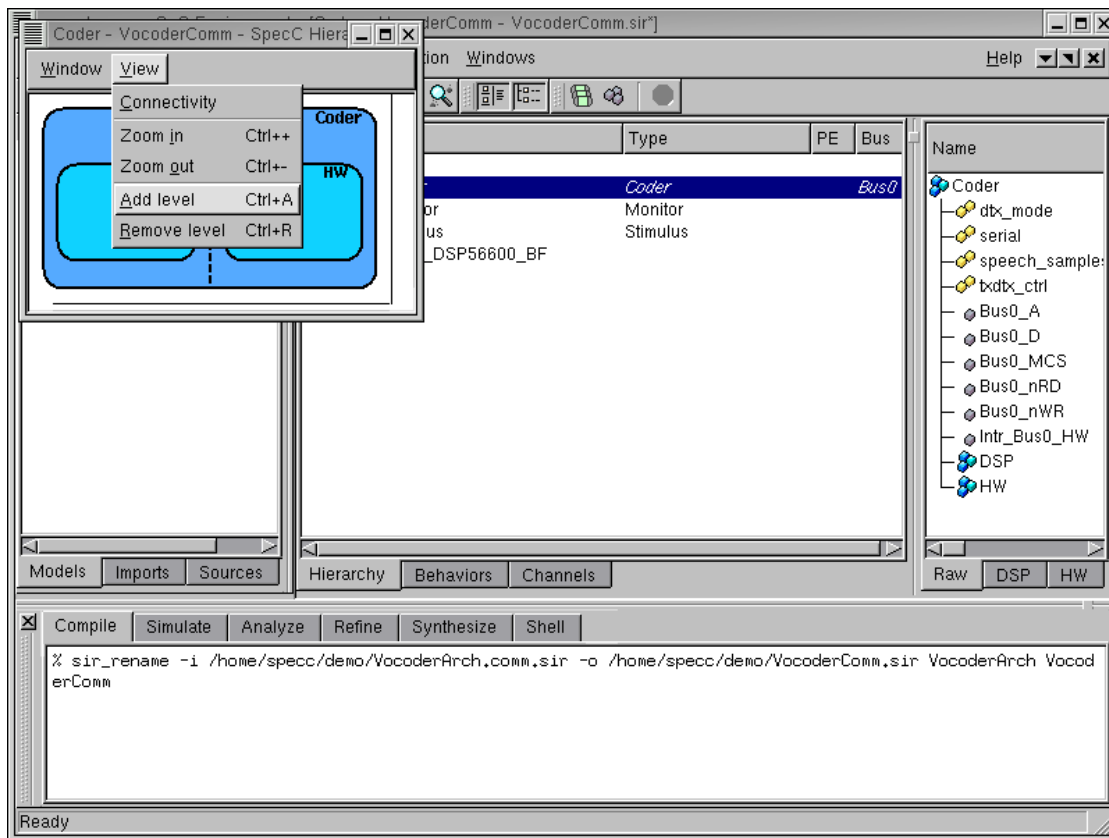 Coder - VocoderComm - SpecC Hiera
derComm - VocoderComm.sir*]
Window View
ion Windows Help
Connectivity
Zoom in Ctrl++
Zoom out Ctrl+-
Add level Ctrl+A
Remove level Ctrl+R
Coder
HW
Type PE Bus
Coder Bus0
or Monitor
us Stimulus
_DSP56600_BF
Name
Coder
dtx_mode
serial
speech_sample
txdtx_ctrl
Bus0_A
Bus0_D
Bus0_MCS
Bus0_nRD
Bus0_nWR
Intr_Bus0_HW
DSP
HW
Models Imports Sources
Hierarchy Behaviors Channels
Raw DSP HW
Compile Simulate Analyze Refine Synthesize Shell
% sir_rename -i /home/specc/demo/VocoderArch.comm.sir -o /home/specc/demo/VocoderComm.sir VocoderArch Vocod
erComm
Ready